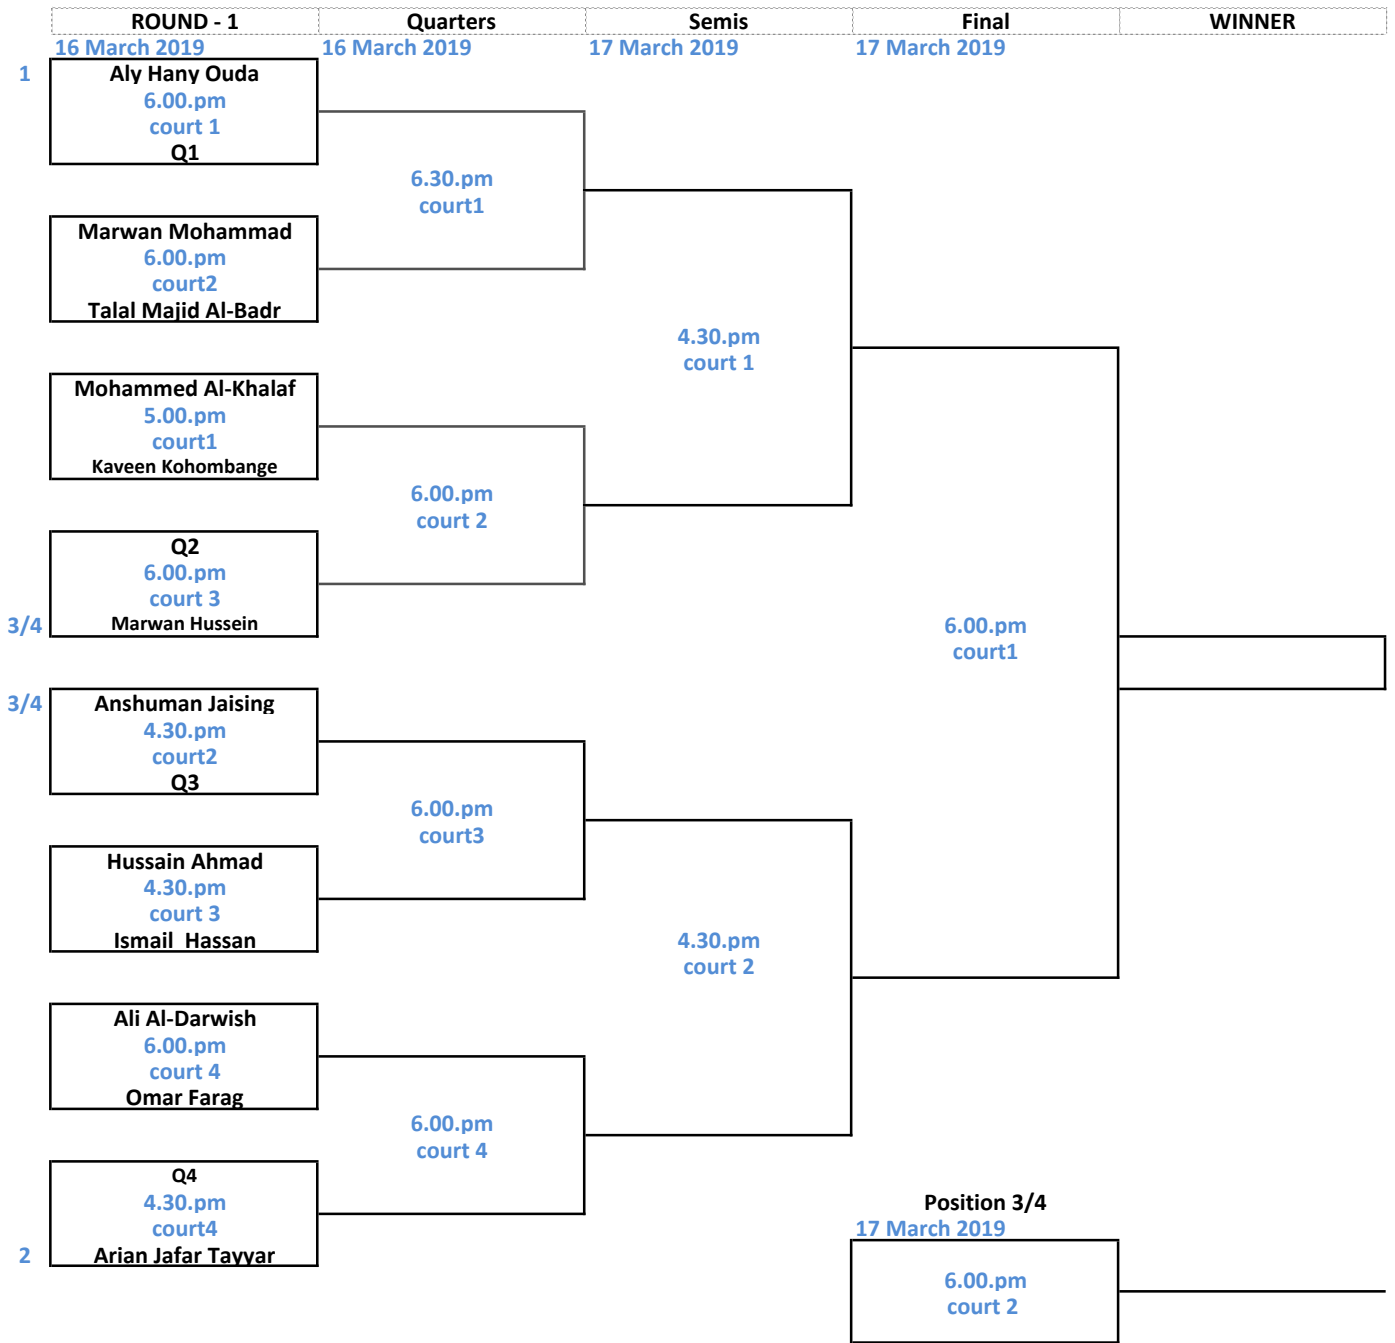 ROUND - 1 Quarters Semis Final WINNER
16 March 2019 16 March 2019 17 March 2019 17 March 2019
1 Aly Hany Ouda
6.00.pm
court 1
Q1
6.30.pm
court1
Marwan Mohammad
6.00.pm
court2
Talal Majid Al-Badr
4.30.pm
court 1
Mohammed Al-Khalaf
5.00.pm
court1
Kaveen Kohombange
6.00.pm
court 2
Q2
6.00.pm
court 3
3/4 Marwan Hussein
6.00.pm
court1
3/4 Anshuman Jaising
4.30.pm
court2
Q3
6.00.pm
court3
Hussain Ahmad
4.30.pm
court 3
Ismail Hassan
4.30.pm
court 2
Ali Al-Darwish
6.00.pm
court 4
Omar Farag
6.00.pm
court 4
Q4
4.30.pm
court4
2 Arian Jafar Tayyar
Position 3/4
17 March 2019
6.00.pm
court 2